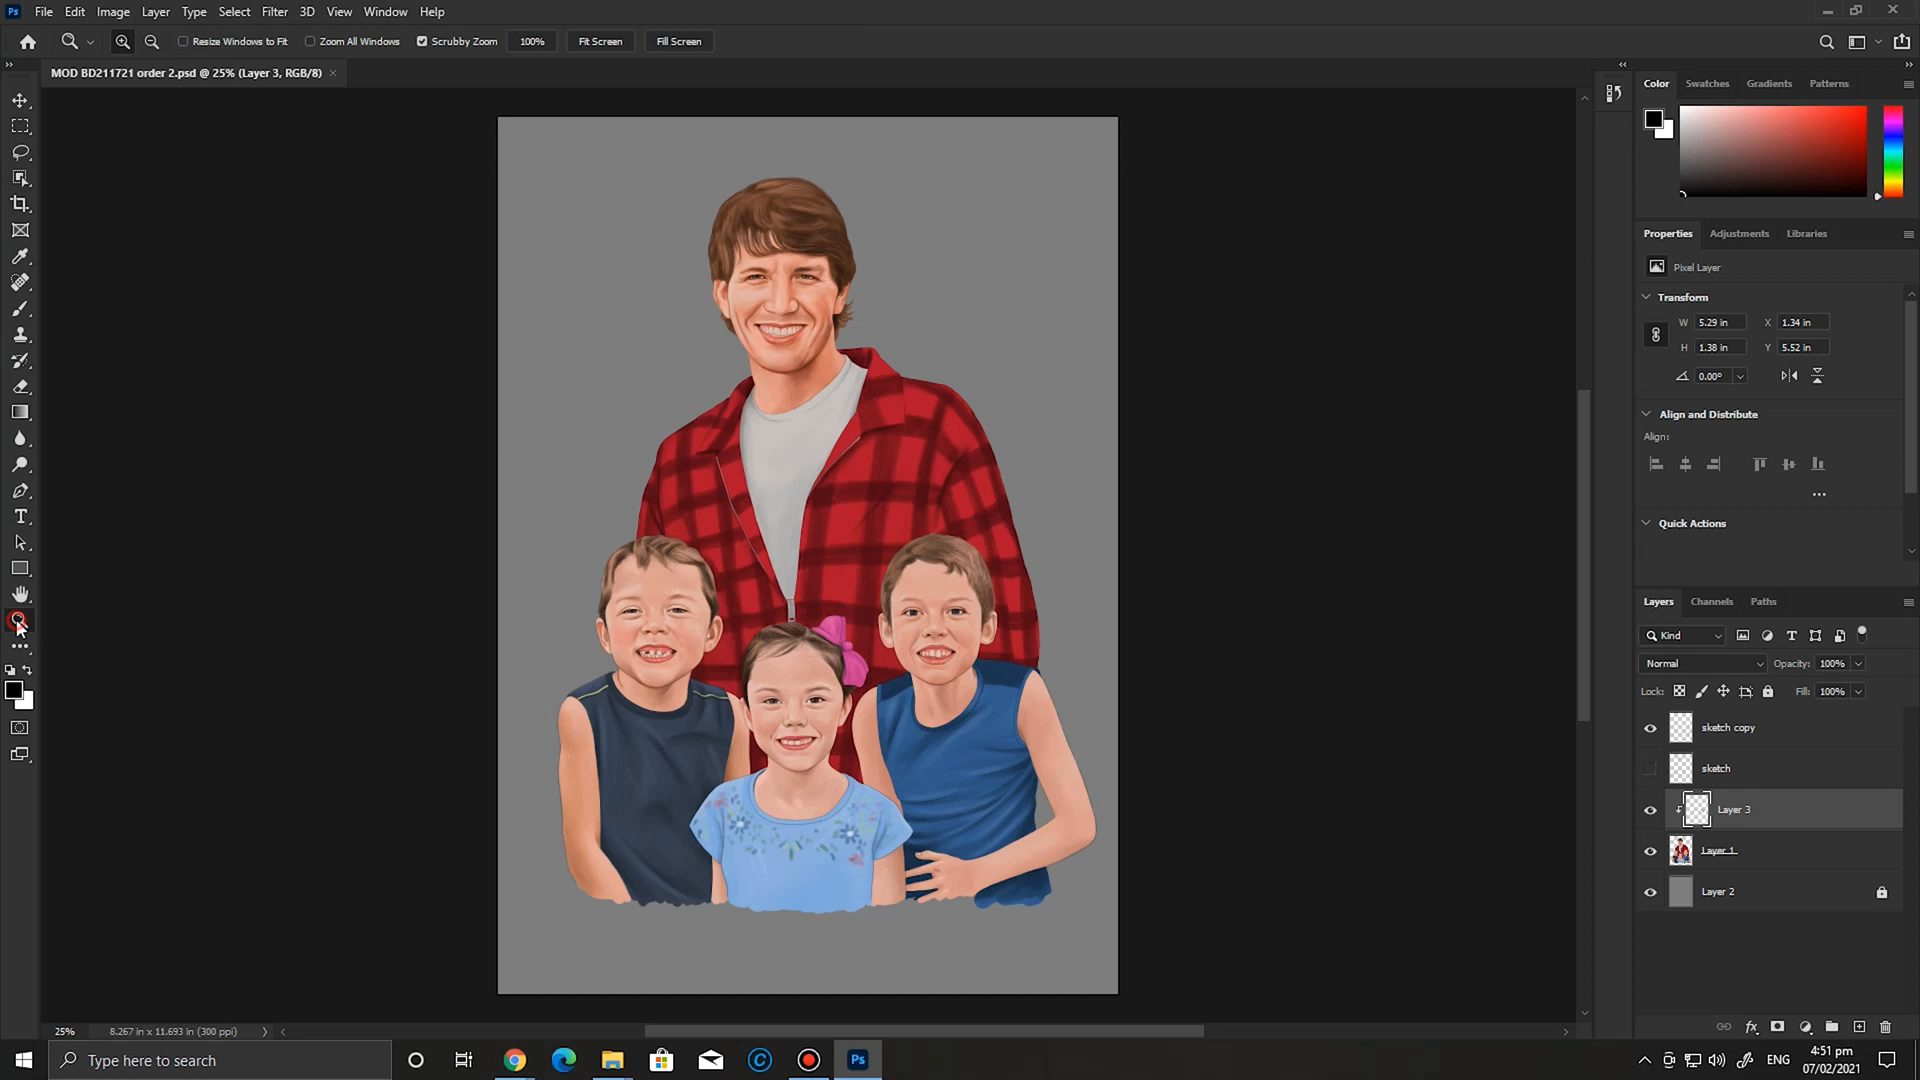 Ps File Edit Image Layer Type Select Filter 3D View Window Help
Resize Windows to Fit Zoom All Windows Scrubby Zoom 100% Fit Screen Fill Screen
MOD BD211721 order 2.psd @ 25% (Layer 3, RGB/8) ×
Color Swatches Gradients Patterns
Properties Adjustments Libraries
Pixel Layer
Transform
W 5.29 in X 1.34 in
H 1.38 in Y 5.52 in
0.00°
Align and Distribute
Align:
Quick Actions
Layers Channels Paths
Kind
Normal Opacity: 100%
Lock: Fill: 100%
sketch copy
sketch
Layer 3
Layer 1
Layer 2
25% 8.267 in x 11.693 in (300 ppi)
Type here to search
Ps
ENG
4:51 pm
07/02/2021